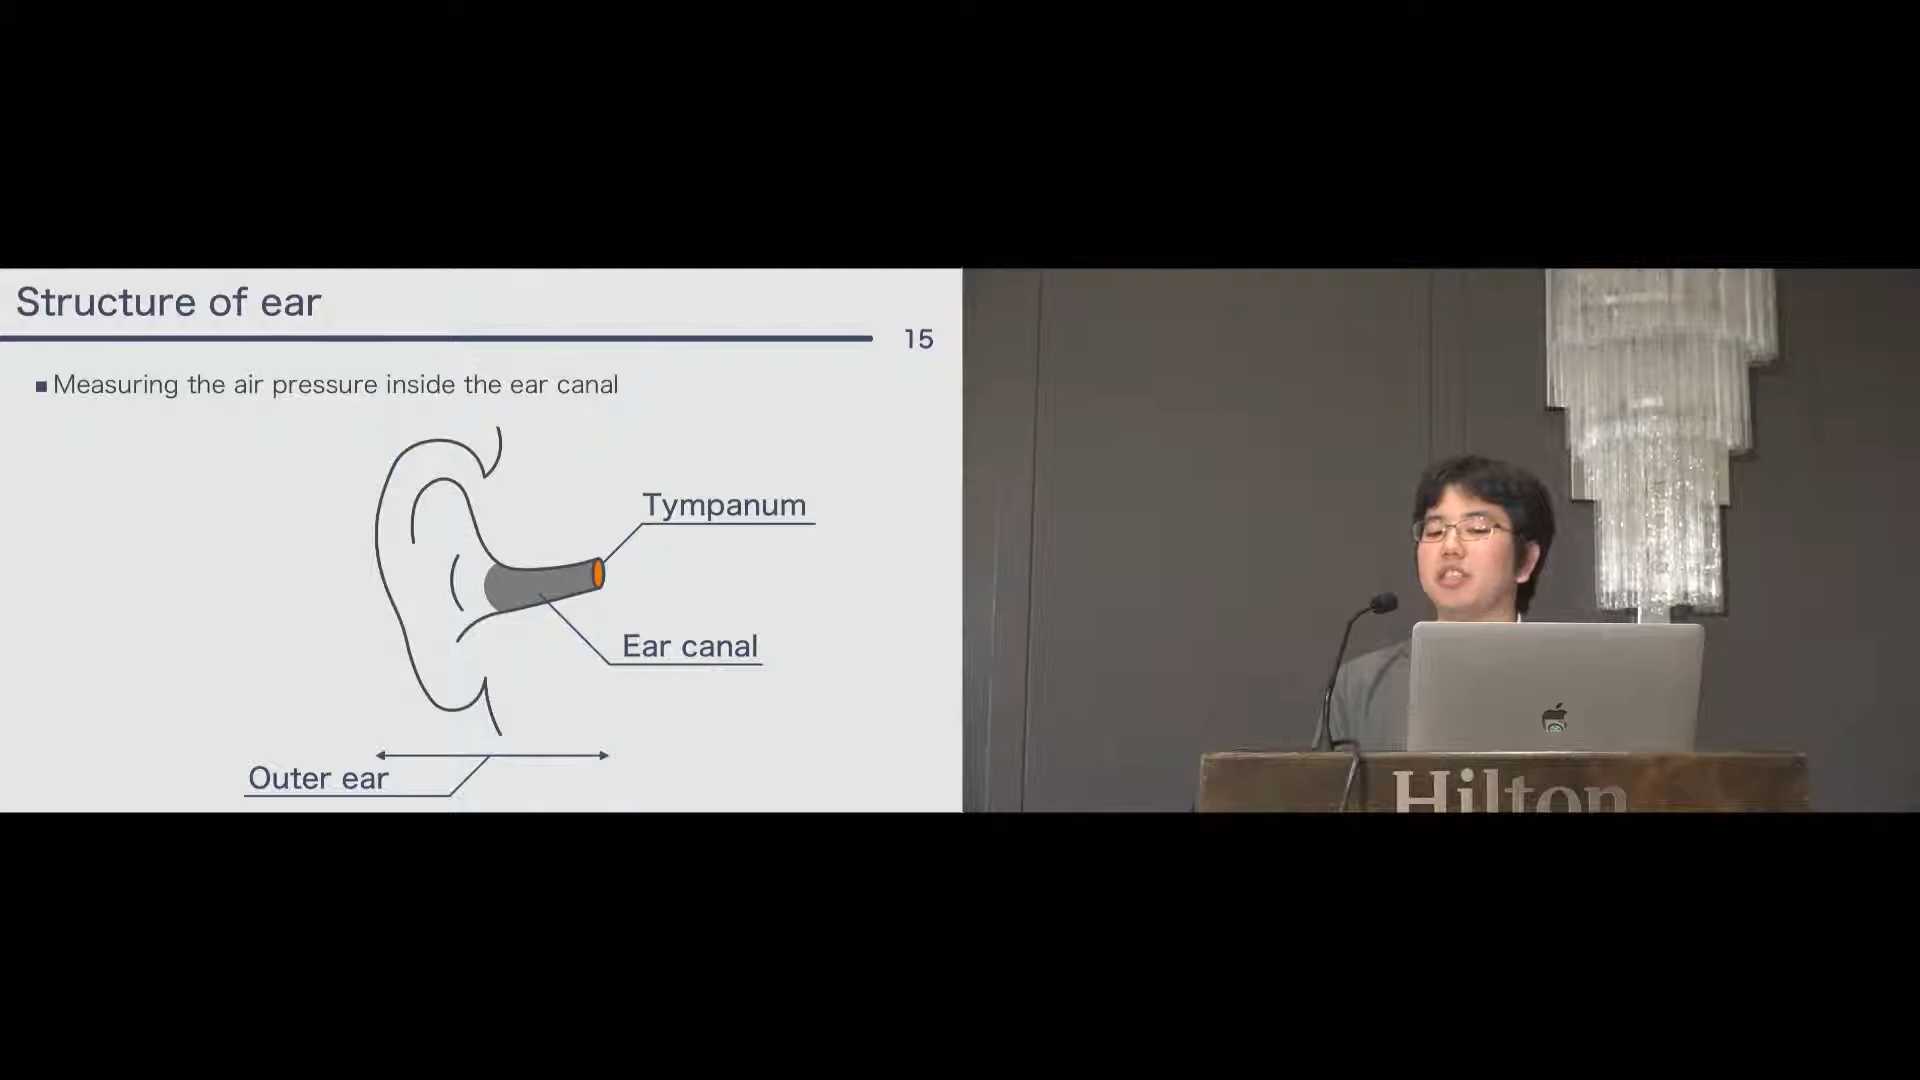 Structure of ear
15
■ Measuring the air pressure inside the ear canal
Tympanum
Ear canal
Outer ear
Hilton